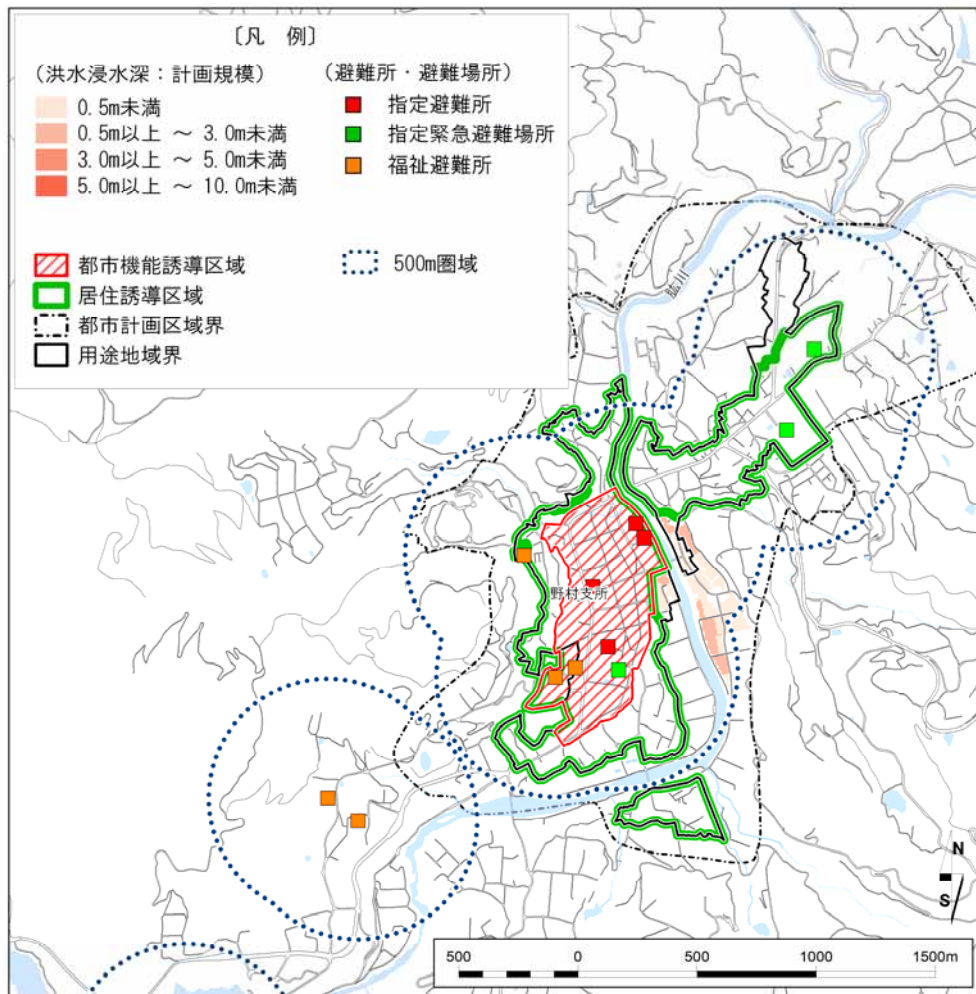 〔凡 例〕
（洪水浸水深：計画規模）
0.5m未満
0.5m以上 ～ 3.0m未満
3.0m以上 ～ 5.0m未満
5.0m以上 ～ 10.0m未満
（避難所・避難場所）
指定避難所
指定緊急避難場所
福祉避難所
都市機能誘導区域
居住誘導区域
都市計画区域界
用途地域界
500m圏域
肱川
野村支所
N
S
500 0 500 1000 1500m